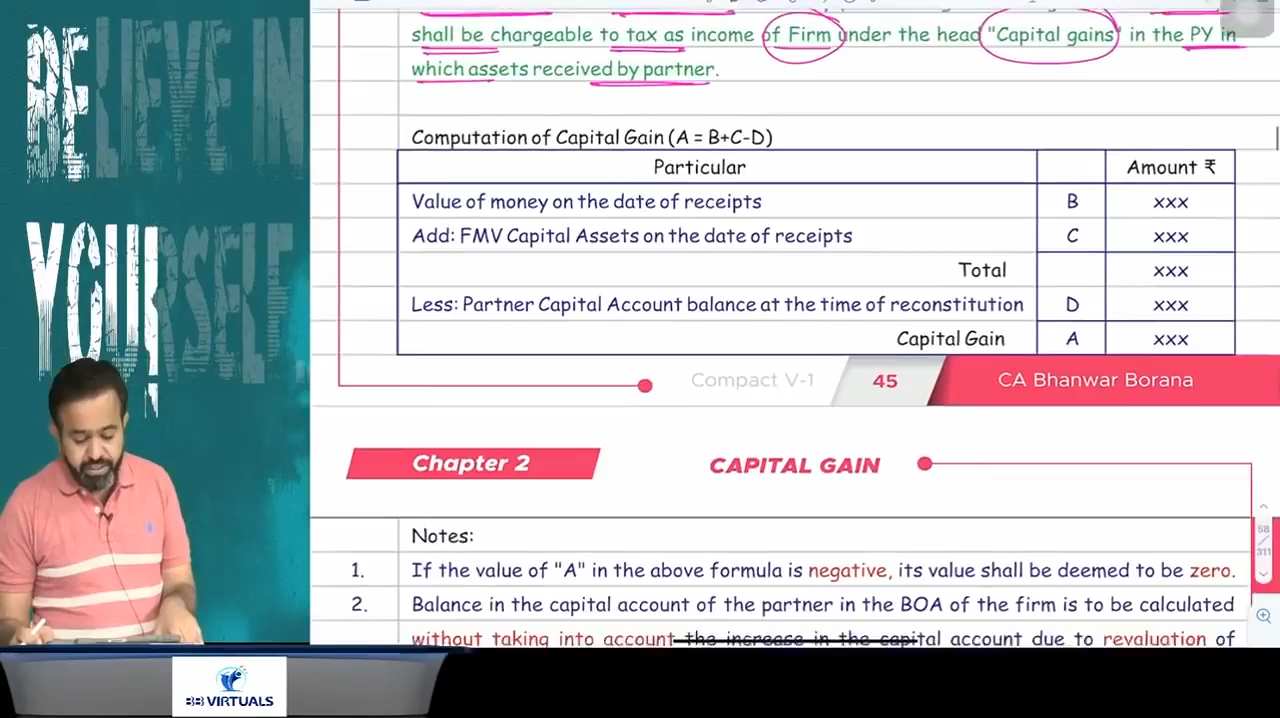 BELIEVE IN
YOURSELF
shall be chargeable to tax as income of Firm under the head "Capital gains" in the PY in
which assets received by partner.
Computation of Capital Gain (A = B+C-D)
Particular Amount ₹
Value of money on the date of receipts B xxx
Add: FMV Capital Assets on the date of receipts C xxx
Total xxx
Less: Partner Capital Account balance at the time of reconstitution D xxx
Capital Gain A xxx
Compact V-1 45 CA Bhanwar Borana
Chapter 2 CAPITAL GAIN
Notes:
1. If the value of "A" in the above formula is negative, its value shall be deemed to be zero.
2. Balance in the capital account of the partner in the BOA of the firm is to be calculated
without taking into account the increase in the capital account due to revaluation of
58
/
311
BB VIRTUALS